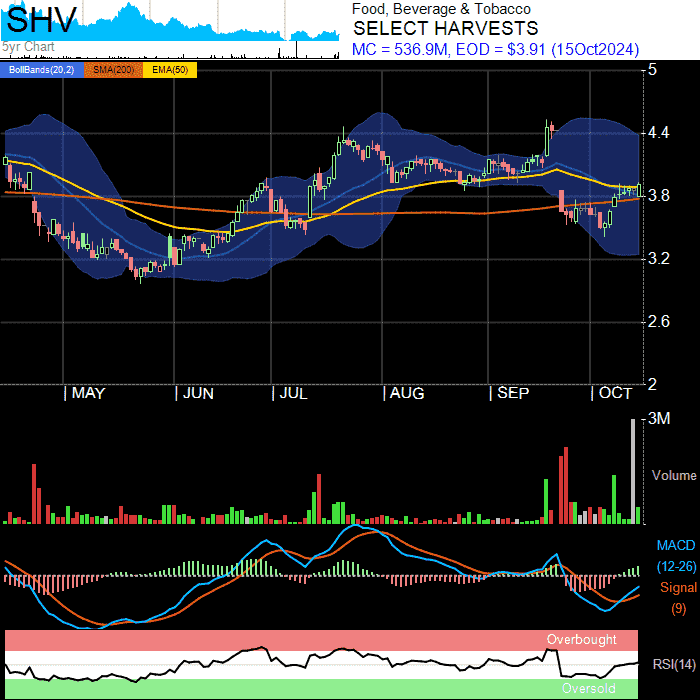 SHV
5yr Chart
Food, Beverage & Tobacco
SELECT HARVESTS
MC = 536.9M, EOD = $3.91 (15Oct2024)
BollBands(20,2) SMA(200) EMA(50)
5
4.4
3.8
3.2
2.6
2
MAY JUN JUL AUG SEP OCT
3M
Volume
MACD
(12-26)
Signal
(9)
Overbought
RSI(14)
Oversold